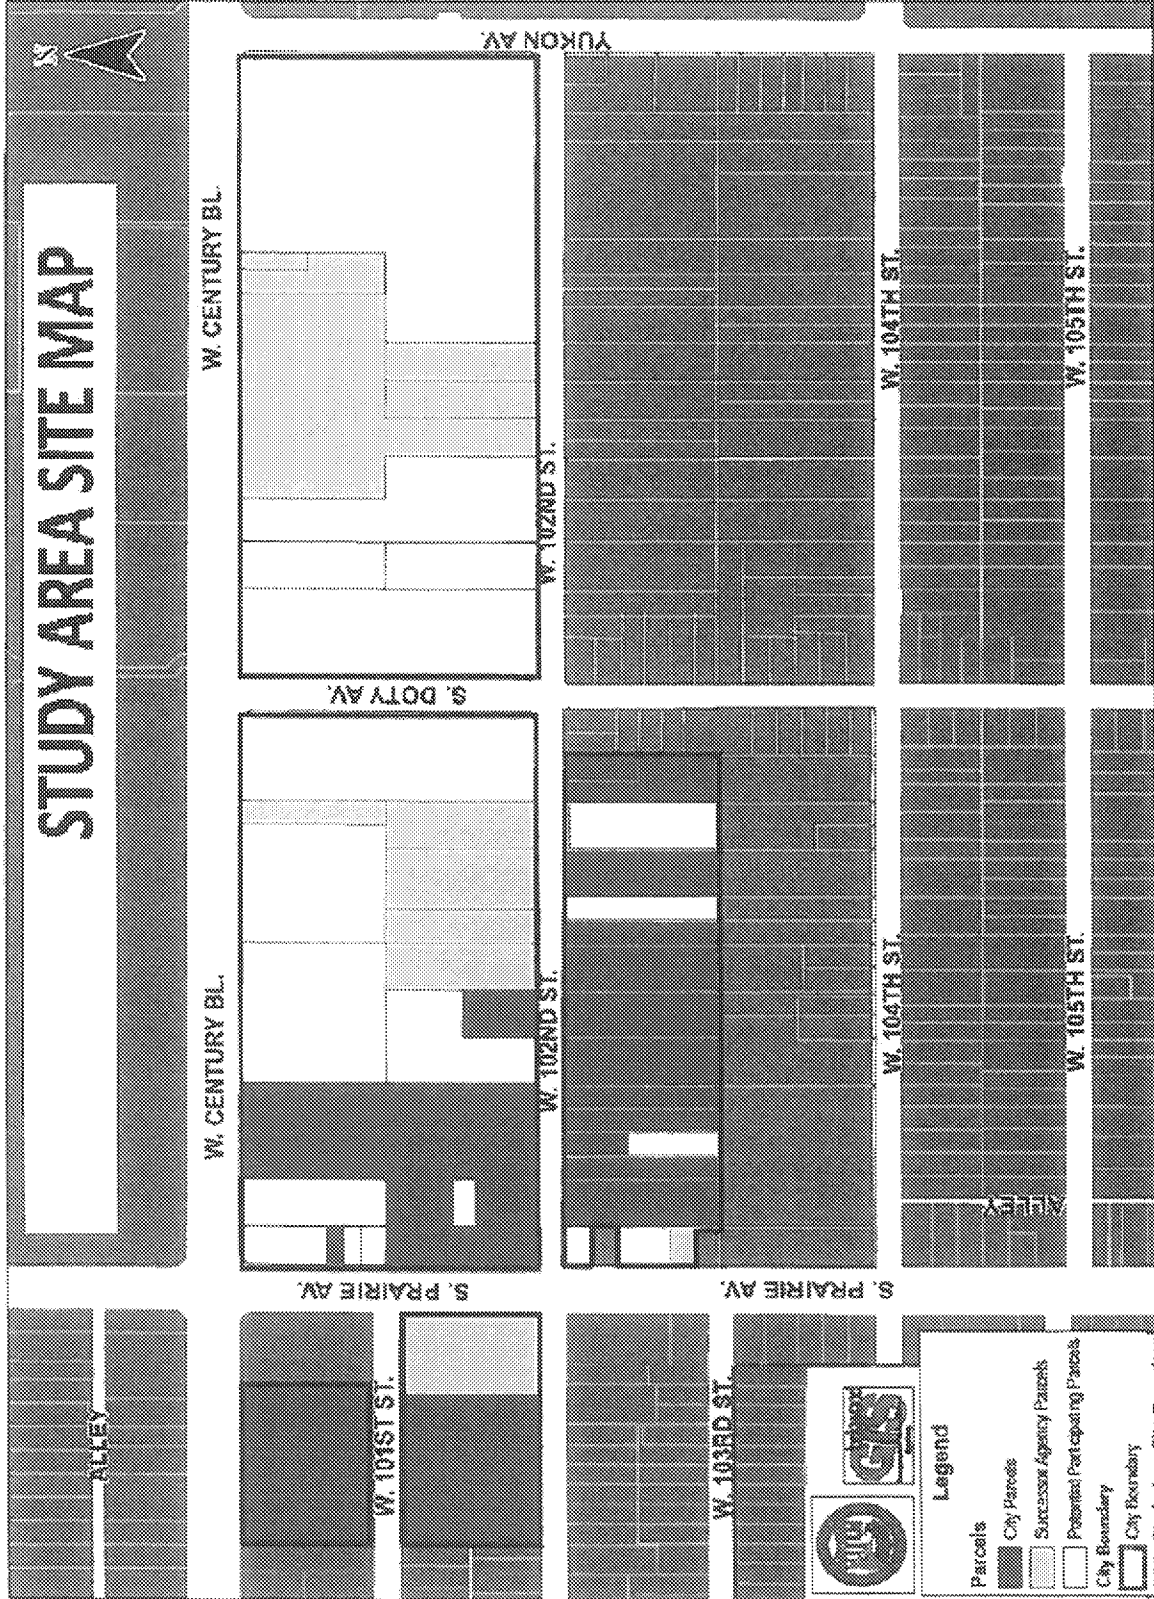 STUDY AREA SITE MAP
N
ALLEY
W. CENTURY BL.
W. CENTURY BL.
YUKON AV.
S. DOTY AV.
S. PRAIRIE AV.
S. PRAIRIE AV.
W. 101ST ST.
W. 102ND ST.
W. 102ND ST.
W. 103RD ST.
W. 104TH ST.
W. 104TH ST.
W. 105TH ST.
W. 105TH ST.
ALLEY
GIS
Legend
Parcels
City Parcels
Successor Agency Parcels
Potential Participating Parcels
City Boundary
City Boundary